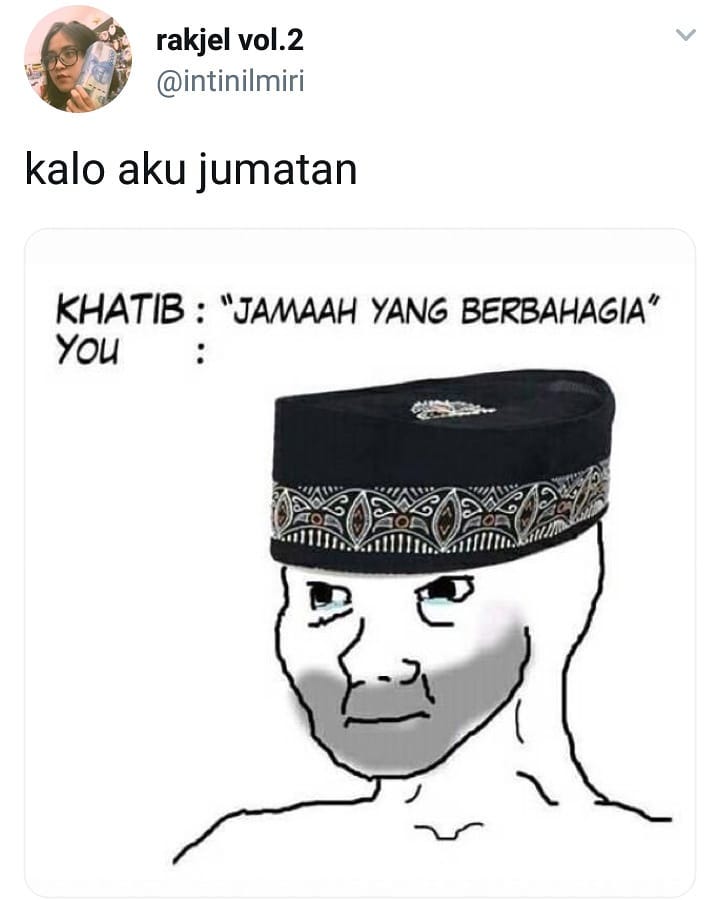 rakjel vol.2
@intinilmiri
kalo aku jumatan
KHATIB : "JAMAAH YANG BERBAHAGIA"
YOU :